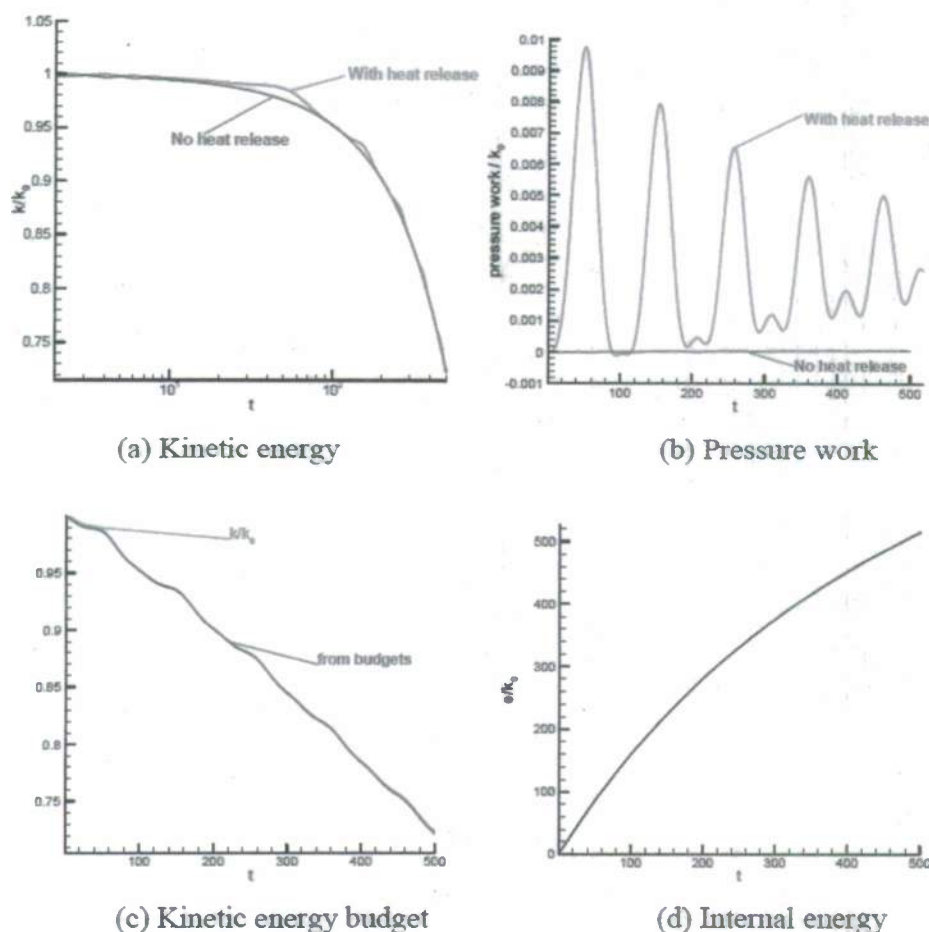 1.05
1
0.95
0.9
0.85
0.8
0.75
k/k₀
With heat release
No heat release
10¹
10²
t
(a) Kinetic energy
0.01
0.009
0.008
0.007
0.006
0.005
0.004
0.003
0.002
0.001
0
-0.001
pressure work / k₀
With heat release
No heat release
100 200 300 400 500
t
(b) Pressure work
0.95
0.9
0.85
0.8
0.75
k/k₀
from budgets
100 200 300 400 500
t
(c) Kinetic energy budget
500
400
300
200
100
0
e/k₀
100 200 300 400 500
t
(d) Internal energy